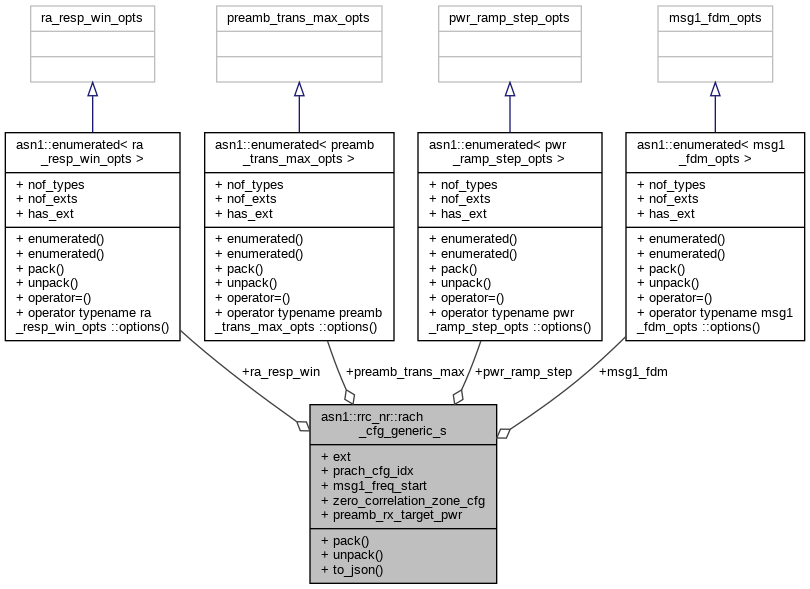 ra_resp_win_opts
preamb_trans_max_opts
pwr_ramp_step_opts
msg1_fdm_opts
asn1::enumerated< ra
_resp_win_opts >
+ nof_types
+ nof_exts
+ has_ext
+ enumerated()
+ enumerated()
+ pack()
+ unpack()
+ operator=()
+ operator typename ra
_resp_win_opts ::options()
asn1::enumerated< preamb
_trans_max_opts >
+ nof_types
+ nof_exts
+ has_ext
+ enumerated()
+ enumerated()
+ pack()
+ unpack()
+ operator=()
+ operator typename preamb
_trans_max_opts ::options()
asn1::enumerated< pwr
_ramp_step_opts >
+ nof_types
+ nof_exts
+ has_ext
+ enumerated()
+ enumerated()
+ pack()
+ unpack()
+ operator=()
+ operator typename pwr
_ramp_step_opts ::options()
asn1::enumerated< msg1
_fdm_opts >
+ nof_types
+ nof_exts
+ has_ext
+ enumerated()
+ enumerated()
+ pack()
+ unpack()
+ operator=()
+ operator typename msg1
_fdm_opts ::options()
+ra_resp_win
+preamb_trans_max
+pwr_ramp_step
+msg1_fdm
asn1::rrc_nr::rach
_cfg_generic_s
+ ext
+ prach_cfg_idx
+ msg1_freq_start
+ zero_correlation_zone_cfg
+ preamb_rx_target_pwr
+ pack()
+ unpack()
+ to_json()